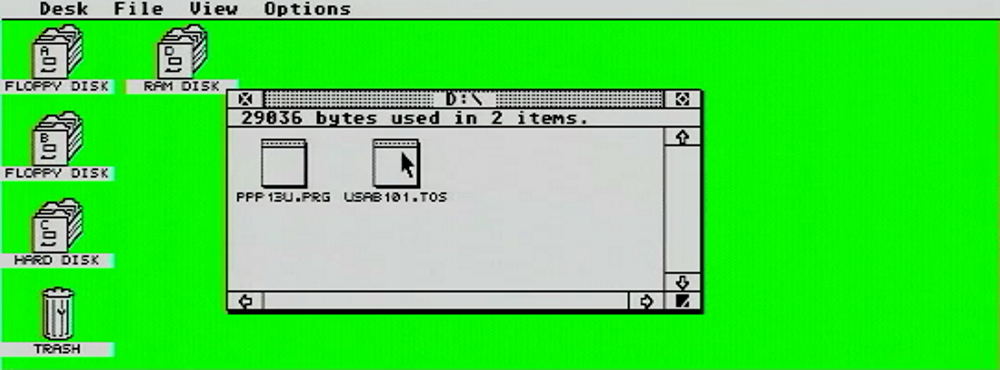 Desk File View Options
A
D
FLOPPY DISK
RAM DISK
D:\
29036 bytes used in 2 items.
B
FLOPPY DISK
PPP13U.PRG USAB101.TOS
C
HARD DISK
TRASH